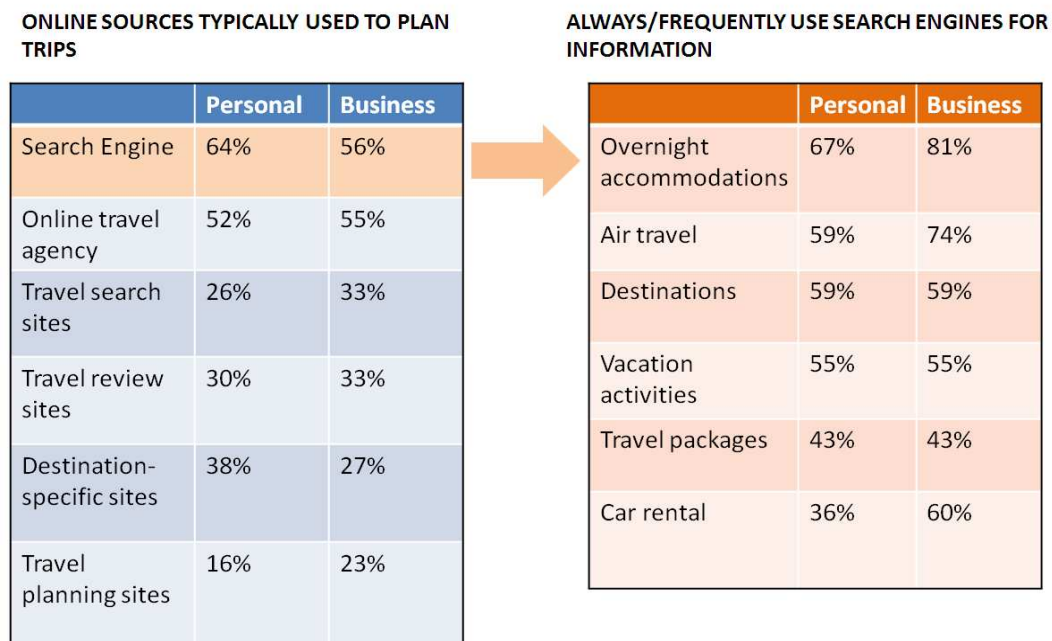 ONLINE SOURCES TYPICALLY USED TO PLAN
TRIPS
Personal Business
Search Engine 64% 56%
Online travel 52% 55%
agency
Travel search 26% 33%
sites
Travel review 30% 33%
sites
Destination- 38% 27%
specific sites
Travel 16% 23%
planning sites
ALWAYS/FREQUENTLY USE SEARCH ENGINES FOR
INFORMATION
Personal Business
Overnight 67% 81%
accommodations
Air travel 59% 74%
Destinations 59% 59%
Vacation 55% 55%
activities
Travel packages 43% 43%
Car rental 36% 60%